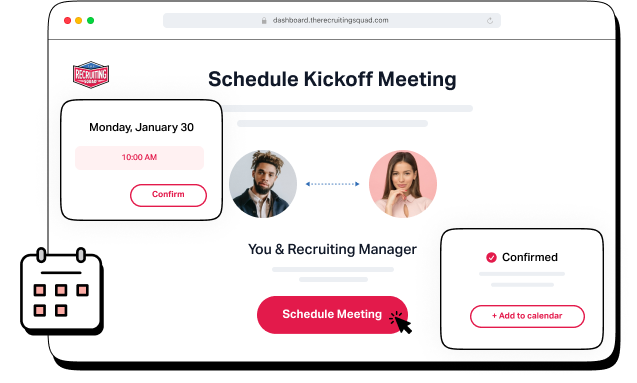 dashboard.therecruitingsquad.com
RECRUITING
SQUAD
Schedule Kickoff Meeting
Monday, January 30
10:00 AM
Confirm
You & Recruiting Manager
Schedule Meeting
Confirmed
+ Add to calendar